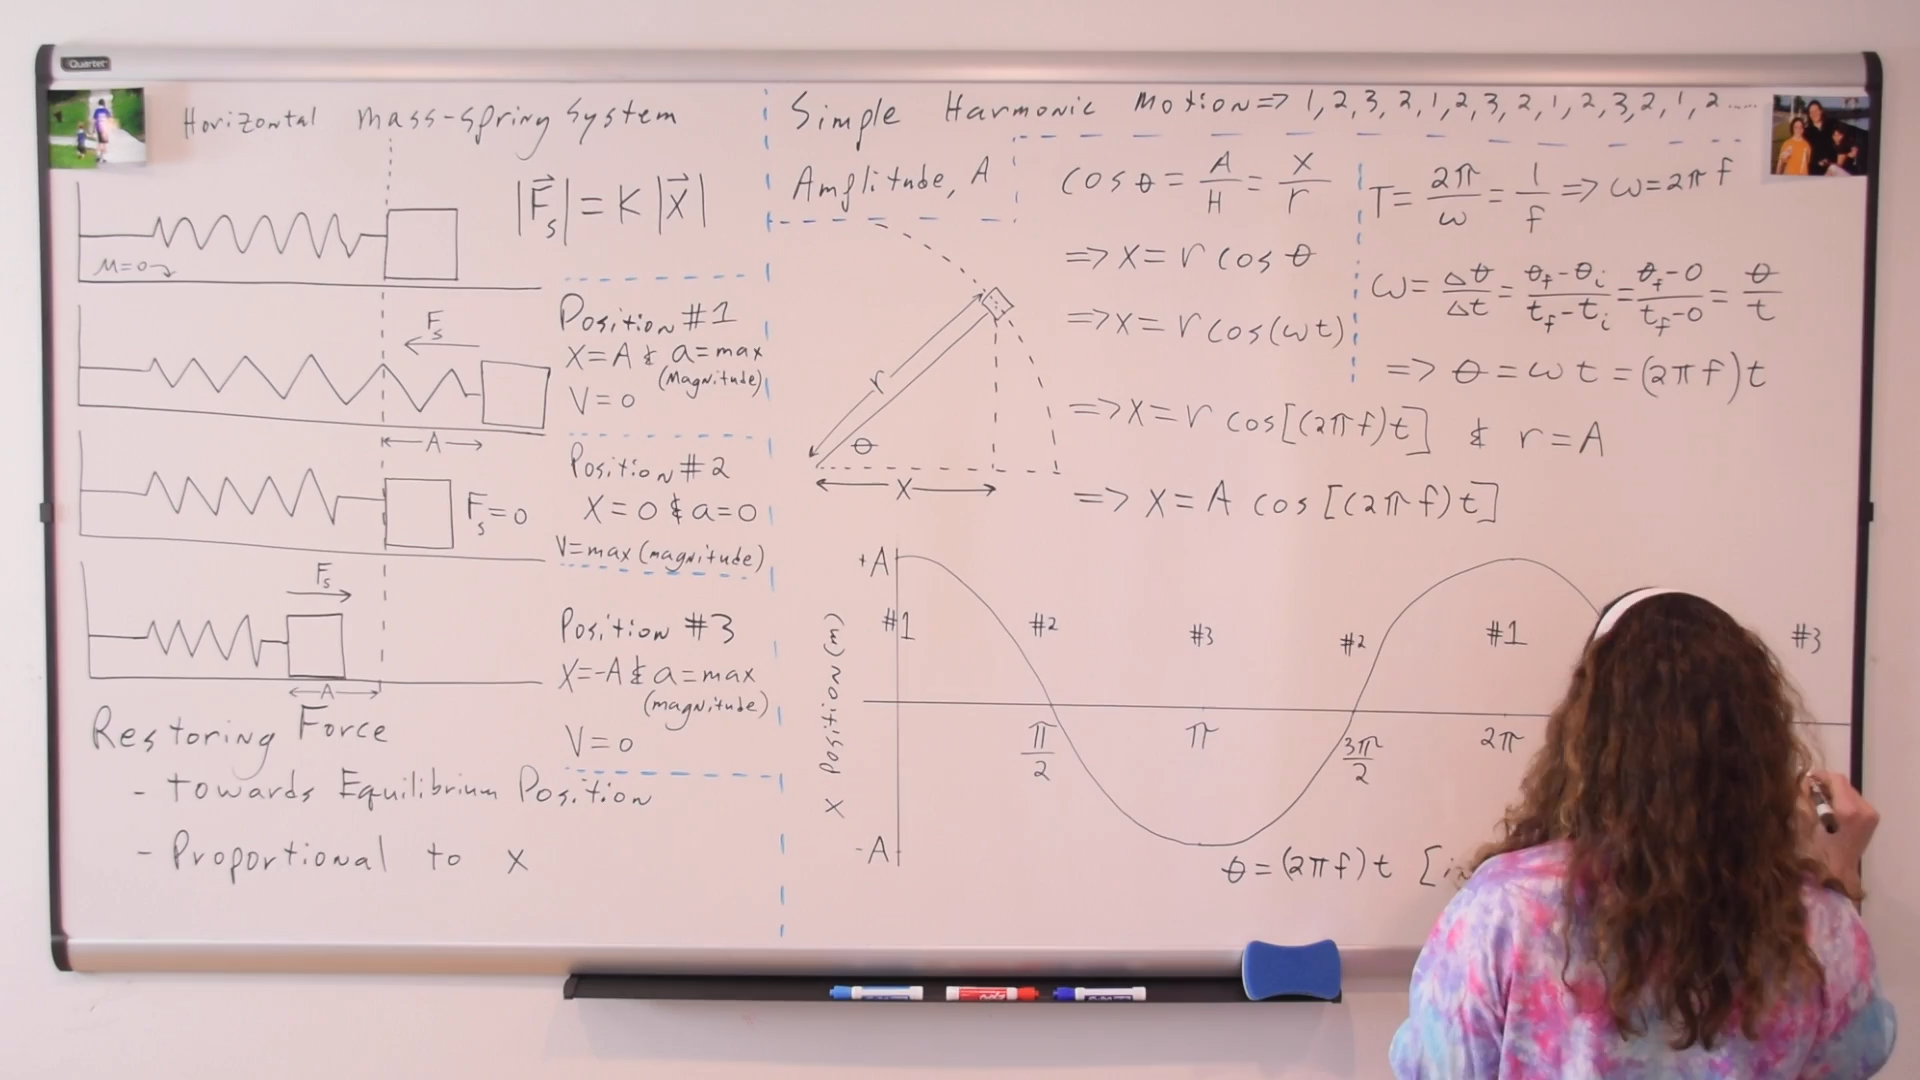 Quartet
Horizontal mass-spring System
|F⃗s| = K |X⃗|
μ=0
Position #1
X=A & a=max
(Magnitude)
V=0
Fs
A
Position #2
X=0 & a=0
V=max (magnitude)
Fs=0
Position #3
X=-A & a=max
(magnitude)
V=0
Fs
A
Restoring Force
- towards Equilibrium Position
- Proportional to x
Simple Harmonic Motion => 1, 2, 3, 2, 1, 2, 3, 2, 1, 2, 3, 2, 1, 2.....
Amplitude, A
r
θ
X
cos θ = A/H = X/r
=> X = r cos θ
=> X = r cos(ωt)
T = 2π/ω = 1/f => ω = 2πf
ω = Δθ/Δt = (θf-θi)/(tf-ti) = (θf-0)/(tf-0) = θ/t
=> θ = ωt = (2πf)t
=> X = r cos[(2πf)t] & r = A
=> X = A cos[(2πf)t]
+A
#1 #2 #3 #2 #1 #3
X Position (m)
π/2 π 3π/2 2π
-A
θ = (2πf)t [in